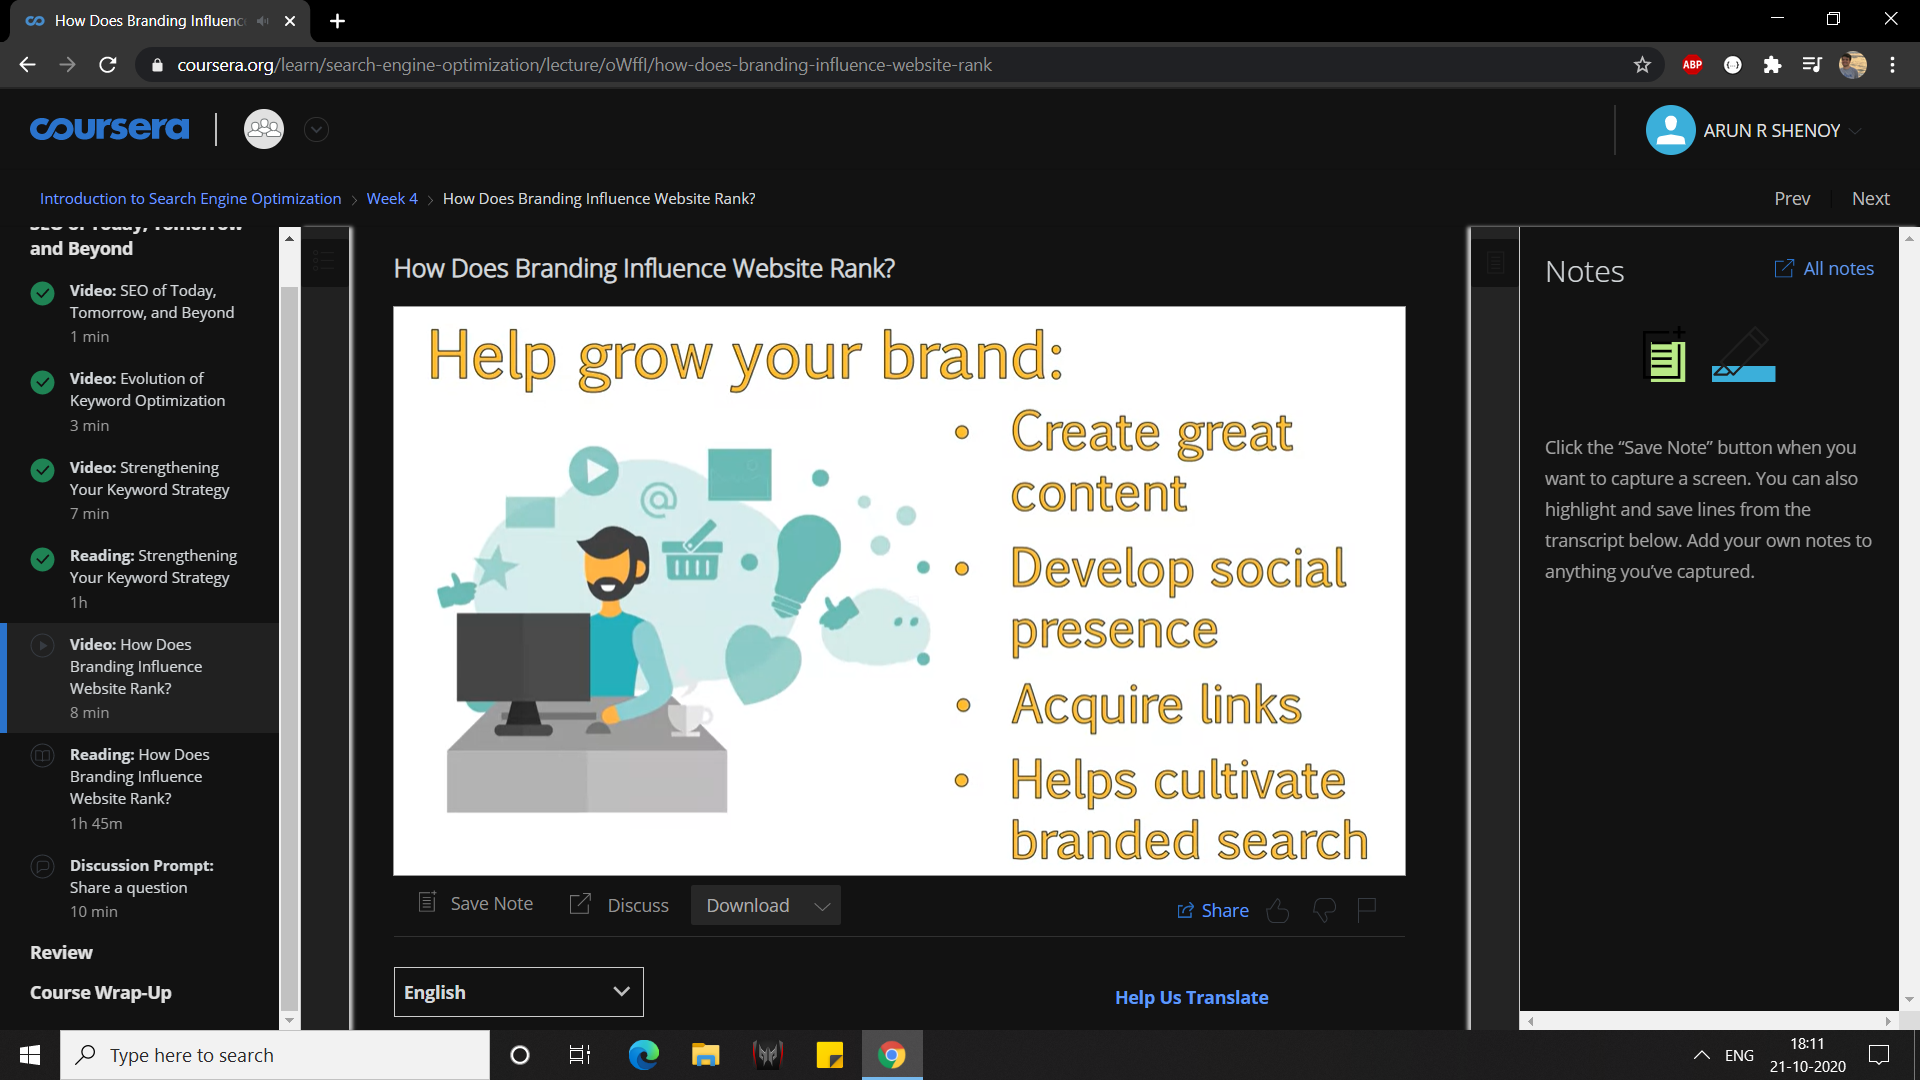 How Does Branding Influenc
coursera.org/learn/search-engine-optimization/lecture/oWffI/how-does-branding-influence-website-rank
ABP
coursera
ARUN R SHENOY
Introduction to Search Engine Optimization
Week 4
How Does Branding Influence Website Rank?
Prev
Next
SEO of Today, Tomorrow
and Beyond
Video: SEO of Today,
Tomorrow, and Beyond
1 min
Video: Evolution of
Keyword Optimization
3 min
Video: Strengthening
Your Keyword Strategy
7 min
Reading: Strengthening
Your Keyword Strategy
1h
Video: How Does
Branding Influence
Website Rank?
8 min
Reading: How Does
Branding Influence
Website Rank?
1h 45m
Discussion Prompt:
Share a question
10 min
Review
Course Wrap-Up
How Does Branding Influence Website Rank?
Help grow your brand:
@
• Create great
content
• Develop social
presence
• Acquire links
• Helps cultivate
branded search
Save Note
Discuss
Download
Share
English
Help Us Translate
Notes
All notes
Click the “Save Note” button when you
want to capture a screen. You can also
highlight and save lines from the
transcript below. Add your own notes to
anything you’ve captured.
Type here to search
ENG
18:11
21-10-2020